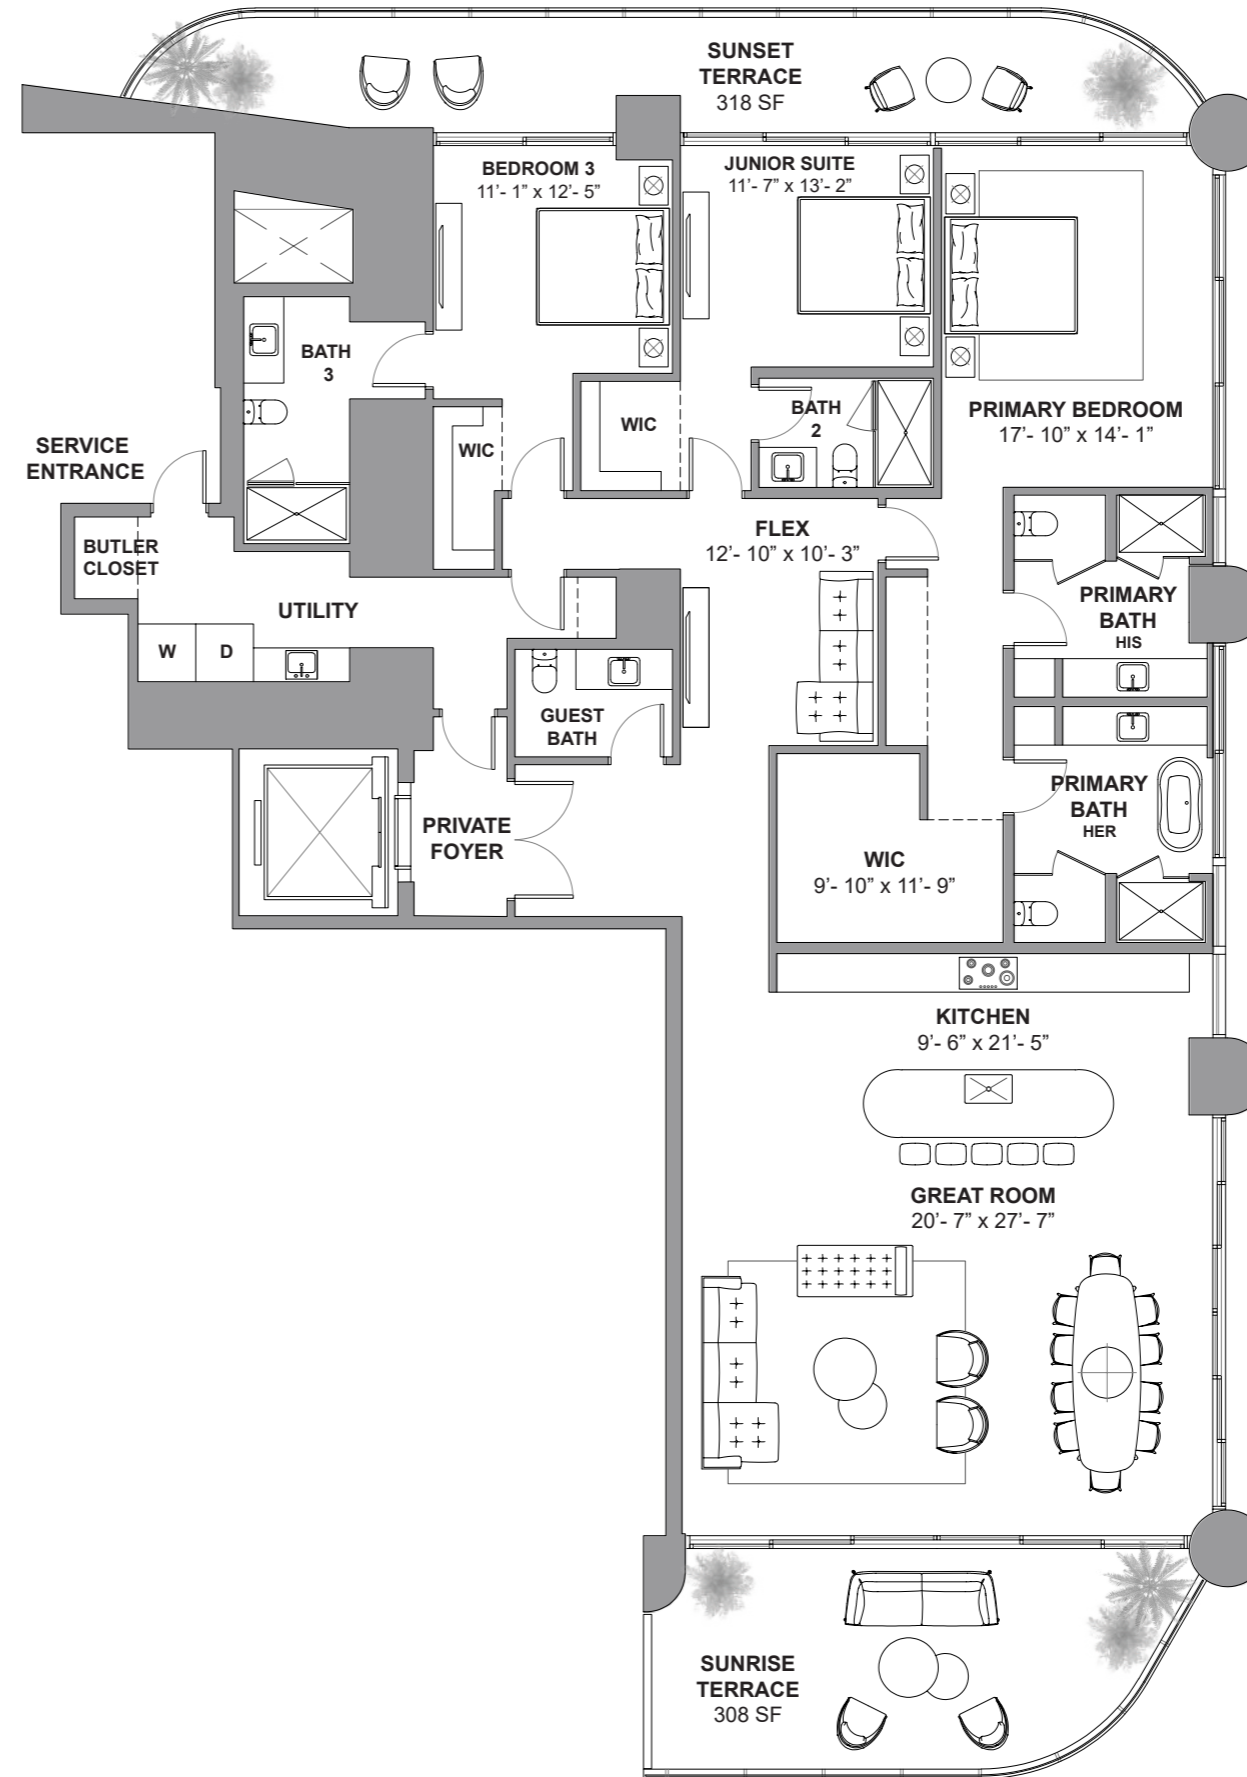 SUNSET
TERRACE
318 SF
BEDROOM 3
11’- 1” x 12’- 5”
JUNIOR SUITE
11’- 7” x 13’- 2”
BATH
3
WIC
WIC
BATH
2
PRIMARY BEDROOM
17’- 10” x 14’- 1”
SERVICE
ENTRANCE
BUTLER
CLOSET
FLEX
12’- 10” x 10’- 3”
UTILITY
W
D
PRIMARY
BATH
HIS
GUEST
BATH
PRIMARY
BATH
HER
PRIVATE
FOYER
WIC
9’- 10” x 11’- 9”
KITCHEN
9’- 6” x 21’- 5”
GREAT ROOM
20’- 7” x 27’- 7”
SUNRISE
TERRACE
308 SF